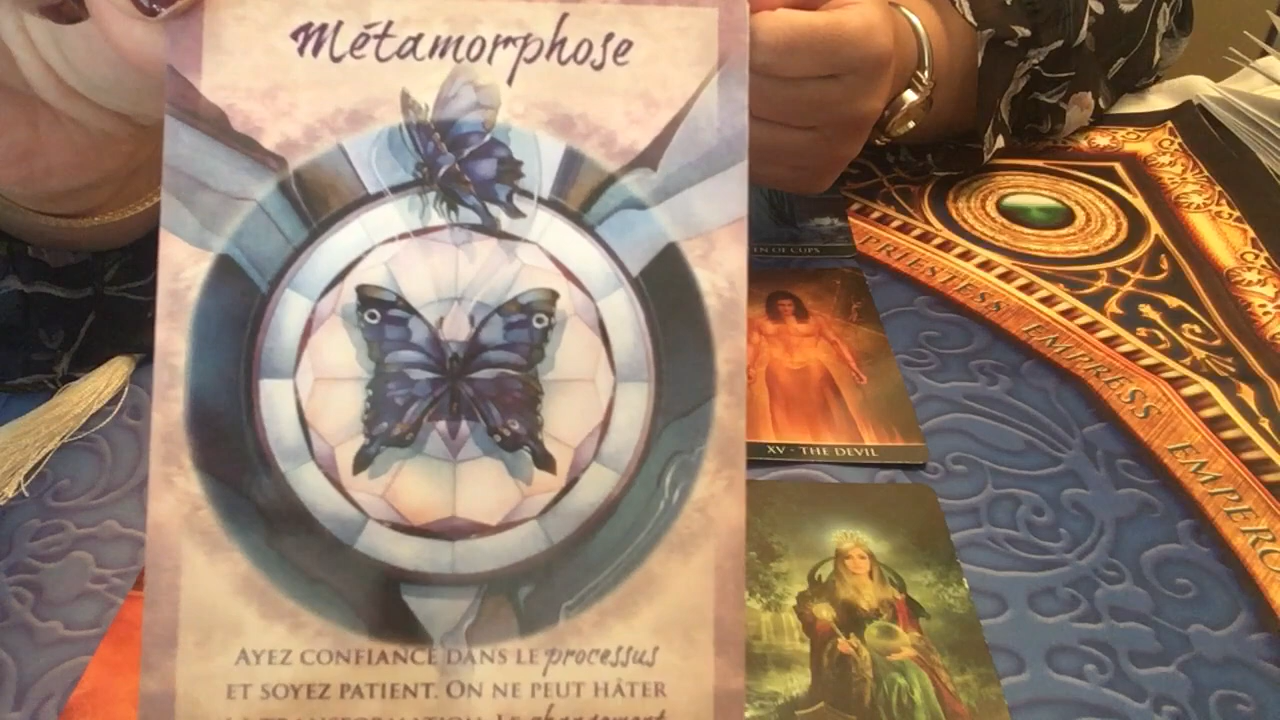 Métamorphose
AYEZ CONFIANCE DANS LE processus
ET SOYEZ PATIENT. ON NE PEUT HÂTER
LA TRANSFORMATION. LE changement
EN OF CUPS
XV - THE DEVIL
PRIESTESS EMPRESS EMPERO